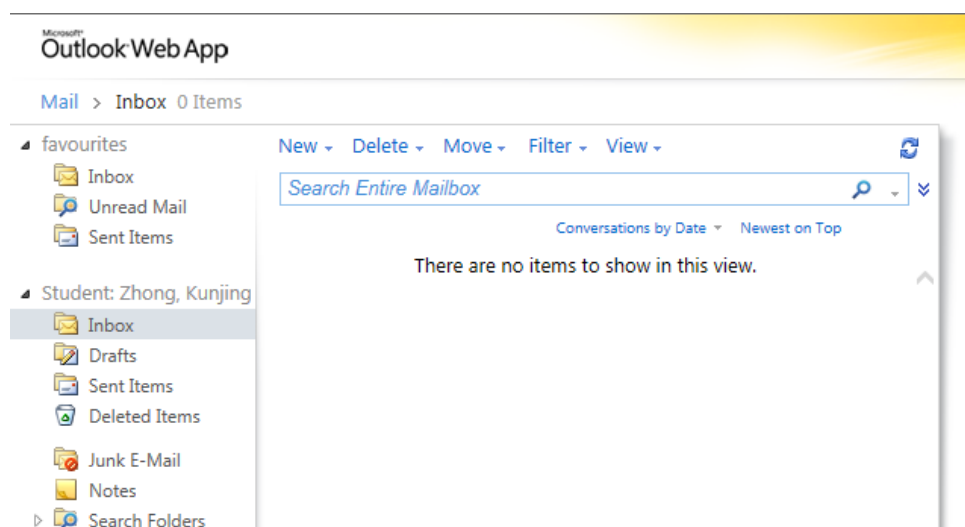 Microsoft®
Outlook Web App
Mail > Inbox 0 Items
favourites
Inbox
Unread Mail
Sent Items
Student: Zhong, Kunjing
Inbox
Drafts
Sent Items
Deleted Items
Junk E-Mail
Notes
Search Folders
New Delete Move Filter View
Search Entire Mailbox
Conversations by Date Newest on Top
There are no items to show in this view.